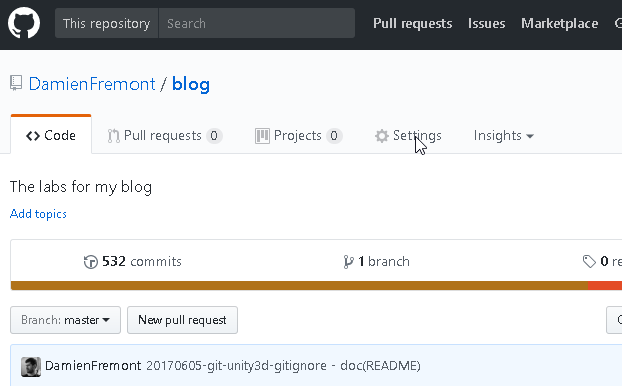 This repository Search Pull requests Issues Marketplace G
DamienFremont / blog
Code Pull requests 0 Projects 0 Settings Insights
The labs for my blog
Add topics
532 commits 1 branch 0 re
Branch: master New pull request
DamienFremont 20170605-git-unity3d-gitignore - doc(README)